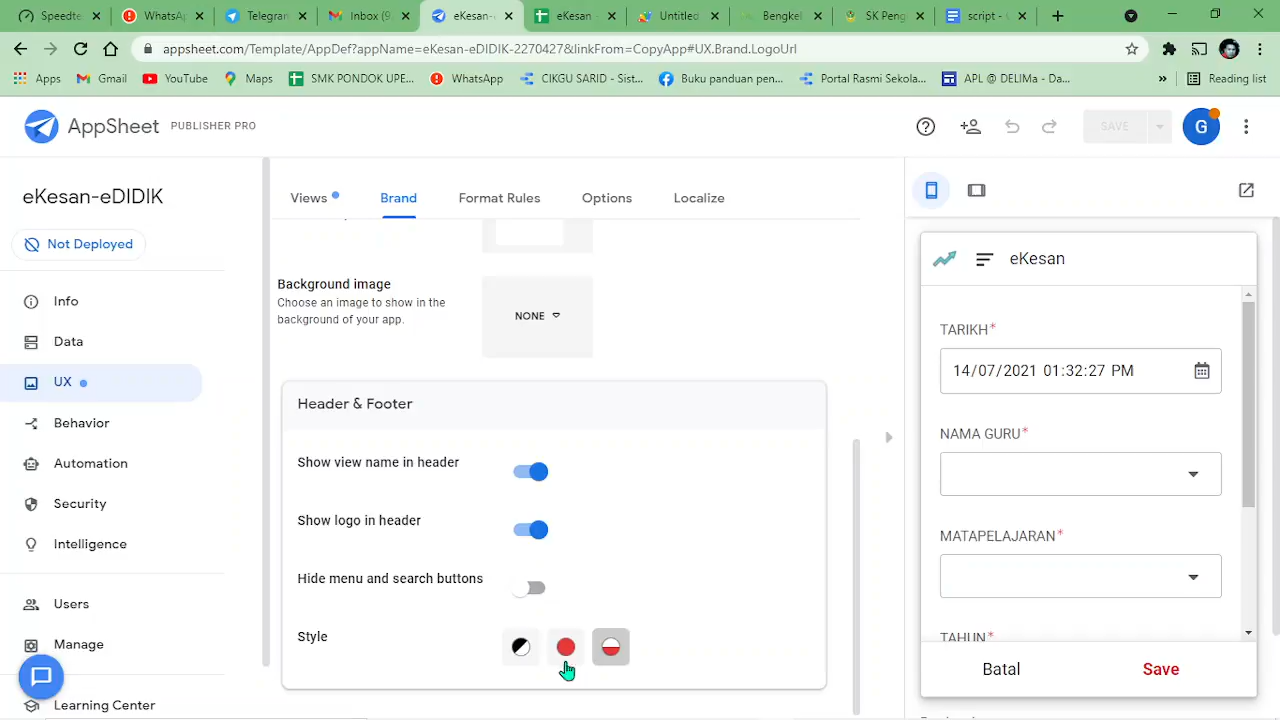 Speedte
WhatsA
Telegran
Inbox (9
eKesan-e
eKesan -
Untitled
Bengkel
SK Peng
script - 
appsheet.com/Template/AppDef?appName=eKesan-eDIDIK-2270427&linkFrom=CopyApp#UX.Brand.LogoUrl
Apps
Gmail
YouTube
Maps
SMK PONDOK UPE...
WhatsApp
CIKGU SARID - Sist...
Buku panduan pen...
Portal Rasmi Sekola...
APL @ DELIMa - Da...
»
Reading list
AppSheet PUBLISHER PRO
SAVE
G
eKesan-eDIDIK
Not Deployed
Info
Data
UX
Behavior
Automation
Security
Intelligence
Users
Manage
Learning Center
Views
Brand
Format Rules
Options
Localize
Background image
Choose an image to show in the
background of your app.
NONE
Header & Footer
Show view name in header
Show logo in header
Hide menu and search buttons
Style
eKesan
TARIKH*
14/07/2021 01:32:27 PM
NAMA GURU*
MATAPELAJARAN*
TAHUN*
Batal
Save